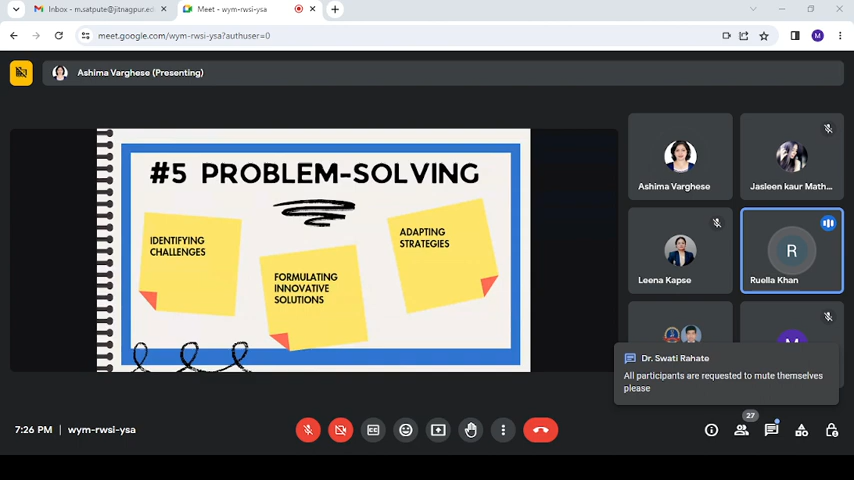 Inbox - m.satpute@jitnagpur.ed
Meet - wym-rwsi-ysa
meet.google.com/wym-rwsi-ysa?authuser=0
M
Ashima Varghese (Presenting)
#5 PROBLEM-SOLVING
IDENTIFYING
CHALLENGES
FORMULATING
INNOVATIVE
SOLUTIONS
ADAPTING
STRATEGIES
Ashima Varghese
Jasleen kaur Math...
Leena Kapse
R
Ruella Khan
M
Dr. Swati Rahate
All participants are requested to mute themselves
please
7:26 PM | wym-rwsi-ysa
CC
27